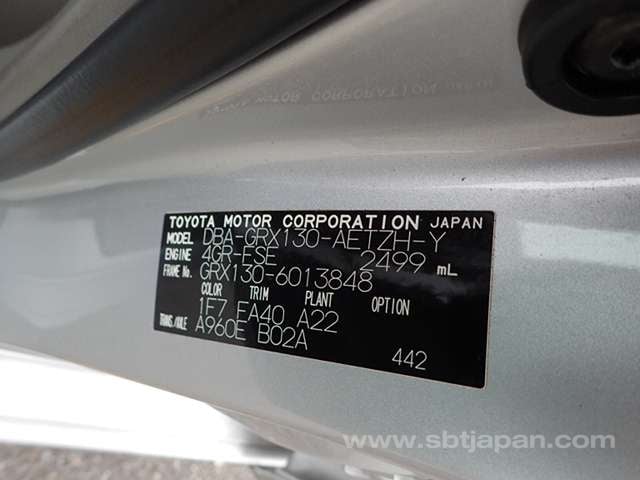 TOYOTA MOTOR CORPORATION JAPAN
MODEL DBA-GRX130-AETZH-Y
ENGINE 4GR-FSE 2499 mL
FRAME No. GRX130-6013848
COLOR TRIM PLANT OPTION
1F7 FA40 A22
TRANS./AXLE A960E B02A
442
www.sbtjapan.com